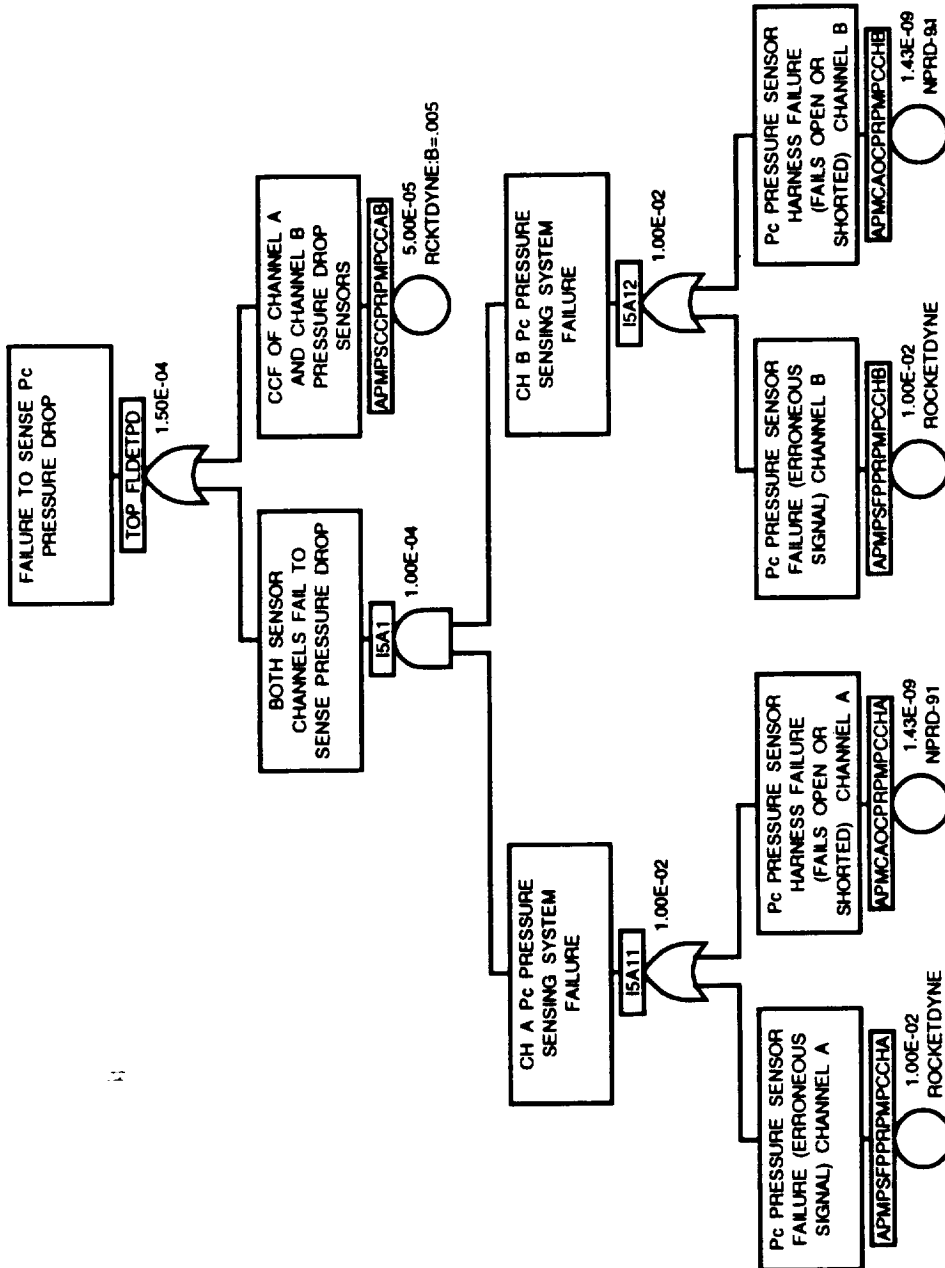 FAILURE TO SENSE Pc
PRESSURE DROP
TOP FLDETPD
1.50E-04
BOTH SENSOR
CHANNELS FAIL TO
SENSE PRESSURE DROP
I5A1
1.00E-04
CCF OF CHANNEL A
AND CHANNEL B
PRESSURE DROP
SENSORS
APMPSCCPRPMPCCAB
5.00E-05
RCKTDYNE:B=.005
CH A Pc PRESSURE
SENSING SYSTEM
FAILURE
I5A11
1.00E-02
CH B Pc PRESSURE
SENSING SYSTEM
FAILURE
I5A12
1.00E-02
Pc PRESSURE SENSOR
FAILURE (ERRONEOUS
SIGNAL) CHANNEL A
APMPSFPPRPMPCCHA
1.00E-02
ROCKETDYNE
Pc PRESSURE SENSOR
HARNESS FAILURE
(FAILS OPEN OR
SHORTED) CHANNEL A
APMCAOCPRPMPCCHA
1.43E-09
NPRD-91
Pc PRESSURE SENSOR
FAILURE (ERRONEOUS
SIGNAL) CHANNEL B
APMPSFPPRPMPCCHB
1.00E-02
ROCKETDYNE
Pc PRESSURE SENSOR
HARNESS FAILURE
(FAILS OPEN OR
SHORTED) CHANNEL B
APMCAOCPRPMPCCHB
1.43E-09
NPRD-91